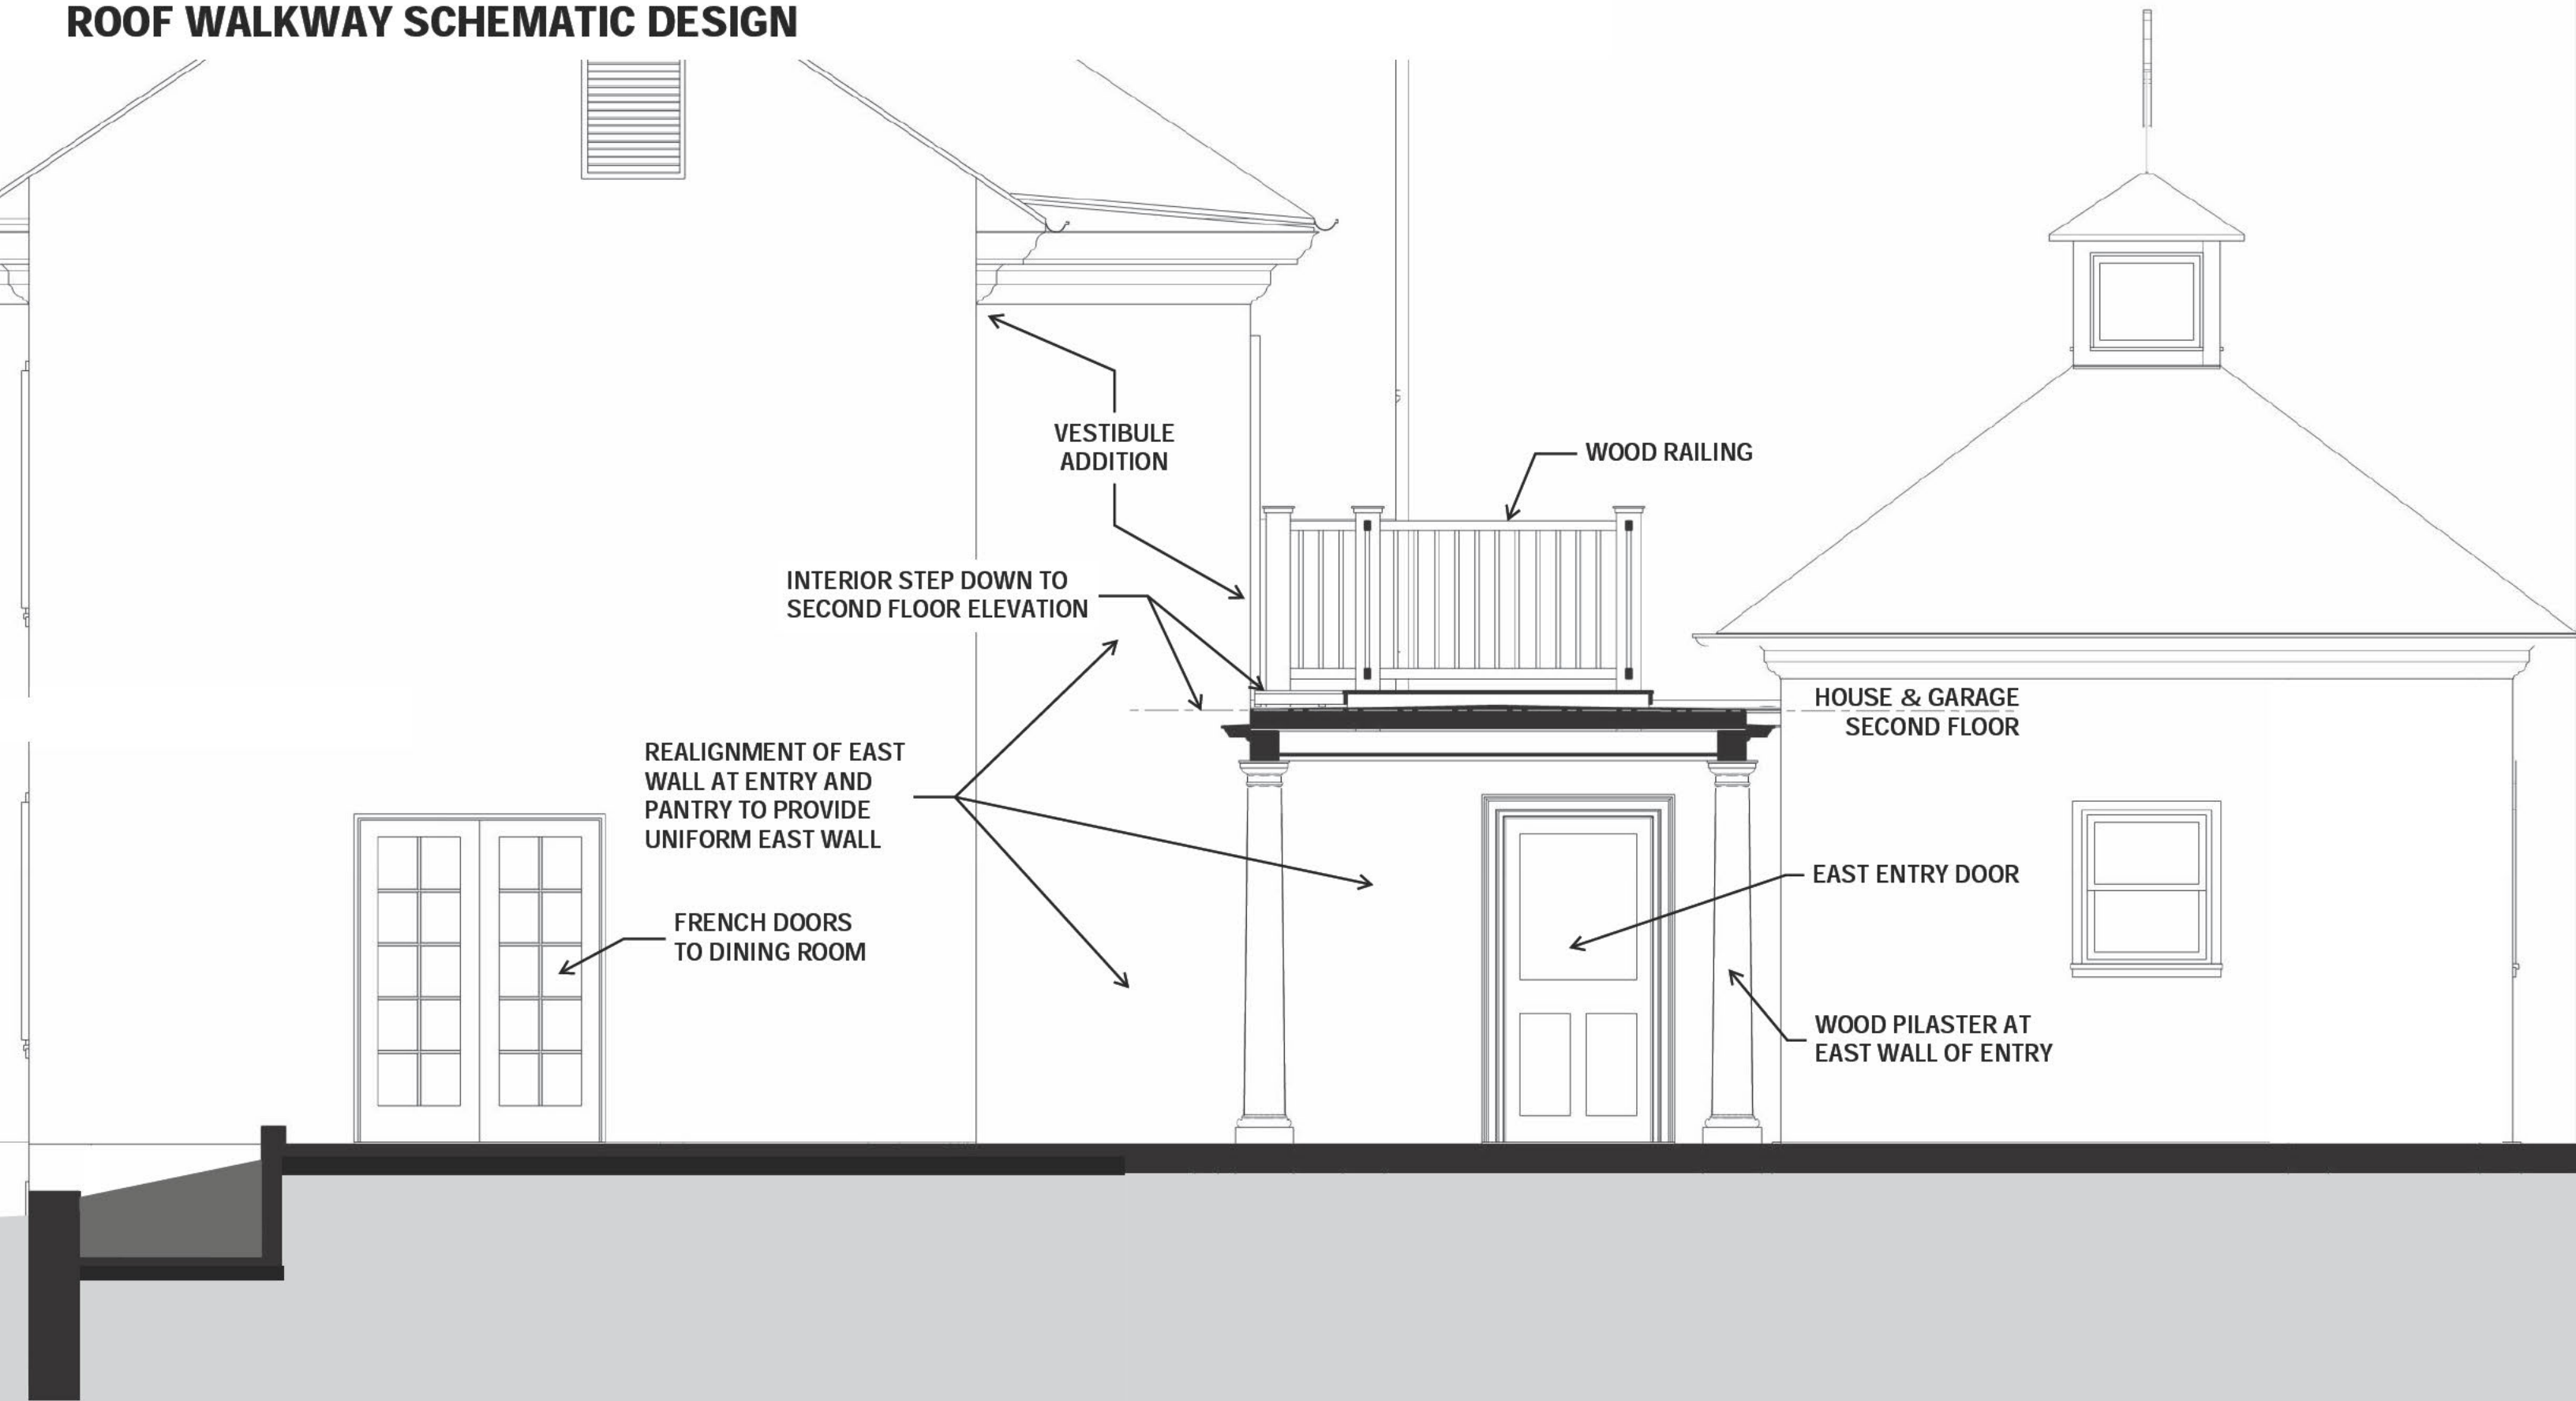 ROOF WALKWAY SCHEMATIC DESIGN
VESTIBULE
ADDITION
WOOD RAILING
INTERIOR STEP DOWN TO
SECOND FLOOR ELEVATION
HOUSE & GARAGE
SECOND FLOOR
REALIGNMENT OF EAST
WALL AT ENTRY AND
PANTRY TO PROVIDE
UNIFORM EAST WALL
EAST ENTRY DOOR
FRENCH DOORS
TO DINING ROOM
WOOD PILASTER AT
EAST WALL OF ENTRY